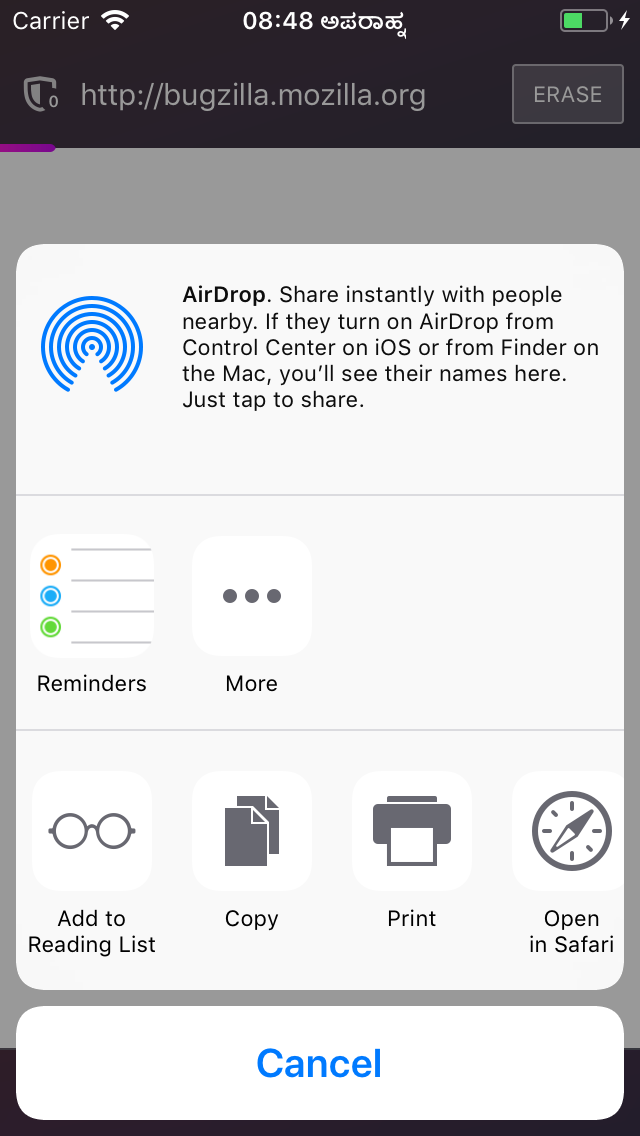 Carrier
08:48 ಅಪರಾಹ್ನ
0
http://bugzilla.mozilla.org
ERASE
AirDrop. Share instantly with people
nearby. If they turn on AirDrop from
Control Center on iOS or from Finder on
the Mac, you’ll see their names here.
Just tap to share.
Reminders
More
Add to
Reading List
Copy
Print
Open
in Safari
Cancel